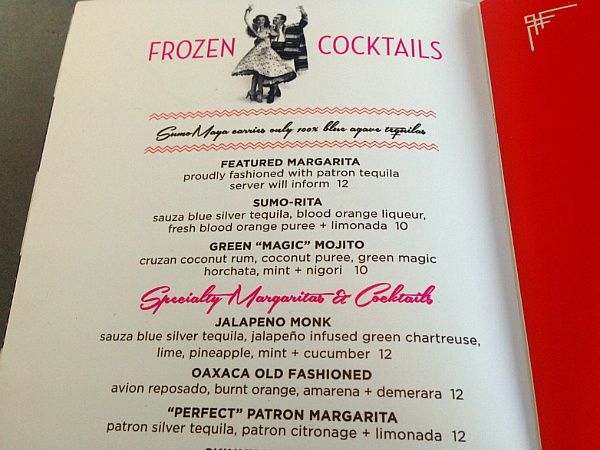 FROZEN COCKTAILS
SumoMaya carries only 100% blue agave tequilas
FEATURED MARGARITA
proudly fashioned with patron tequila
server will inform 12
SUMO-RITA
sauza blue silver tequila, blood orange liqueur,
fresh blood orange puree + limonada 10
GREEN “MAGIC” MOJITO
cruzan coconut rum, coconut puree, green magic
horchata, mint + nigori 10
Specialty Margaritas & Cocktails
JALAPENO MONK
sauza blue silver tequila, jalapeño infused green chartreuse,
lime, pineapple, mint + cucumber 12
OAXACA OLD FASHIONED
avion reposado, burnt orange, amarena + demerara 12
“PERFECT” PATRON MARGARITA
patron silver tequila, patron citronage + limonada 12